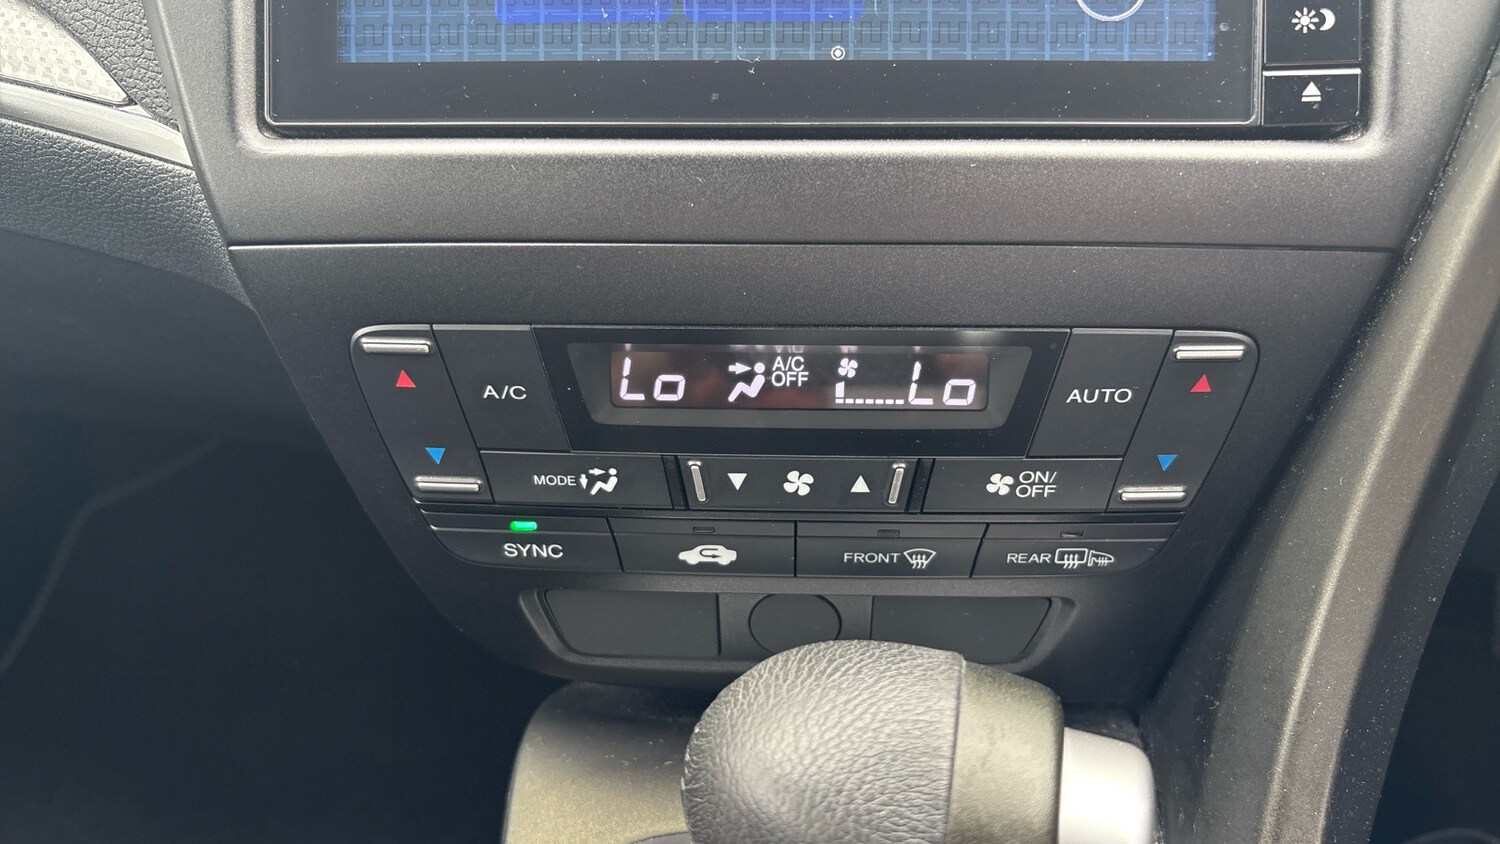 Lo A/C OFF Lo
A/C
AUTO
MODE
ON/
OFF
SYNC
FRONT
REAR